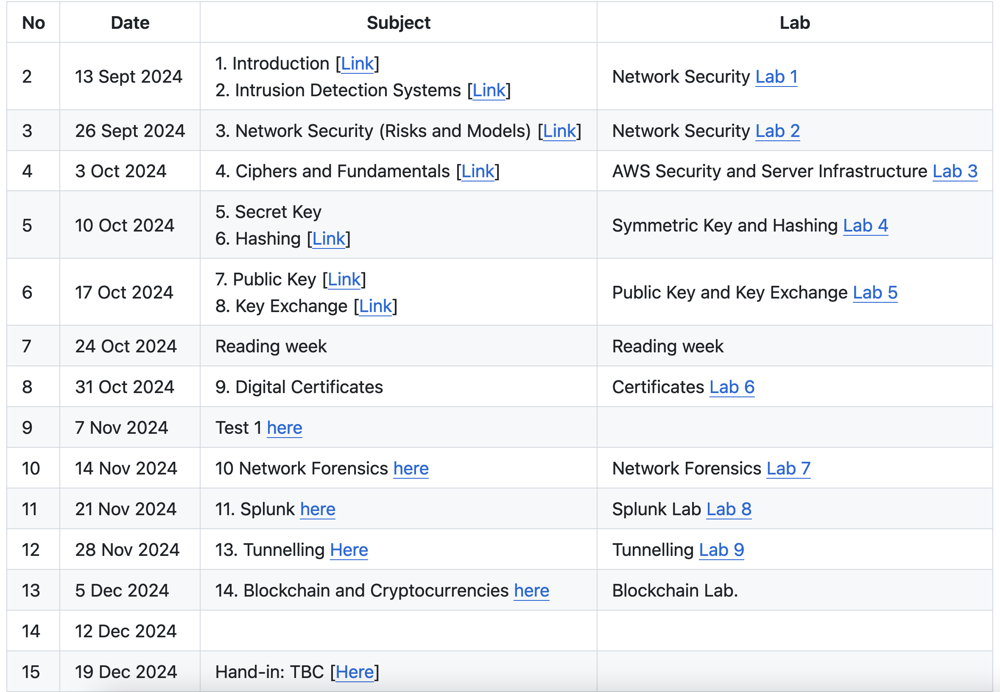 No Date Subject Lab
2 13 Sept 2024 1. Introduction [Link]
2. Intrusion Detection Systems [Link] Network Security Lab 1
3 26 Sept 2024 3. Network Security (Risks and Models) [Link] Network Security Lab 2
4 3 Oct 2024 4. Ciphers and Fundamentals [Link] AWS Security and Server Infrastructure Lab 3
5 10 Oct 2024 5. Secret Key
6. Hashing [Link] Symmetric Key and Hashing Lab 4
6 17 Oct 2024 7. Public Key [Link]
8. Key Exchange [Link] Public Key and Key Exchange Lab 5
7 24 Oct 2024 Reading week Reading week
8 31 Oct 2024 9. Digital Certificates Certificates Lab 6
9 7 Nov 2024 Test 1 here
10 14 Nov 2024 10 Network Forensics here Network Forensics Lab 7
11 21 Nov 2024 11. Splunk here Splunk Lab Lab 8
12 28 Nov 2024 13. Tunnelling Here Tunnelling Lab 9
13 5 Dec 2024 14. Blockchain and Cryptocurrencies here Blockchain Lab.
14 12 Dec 2024
15 19 Dec 2024 Hand-in: TBC [Here]